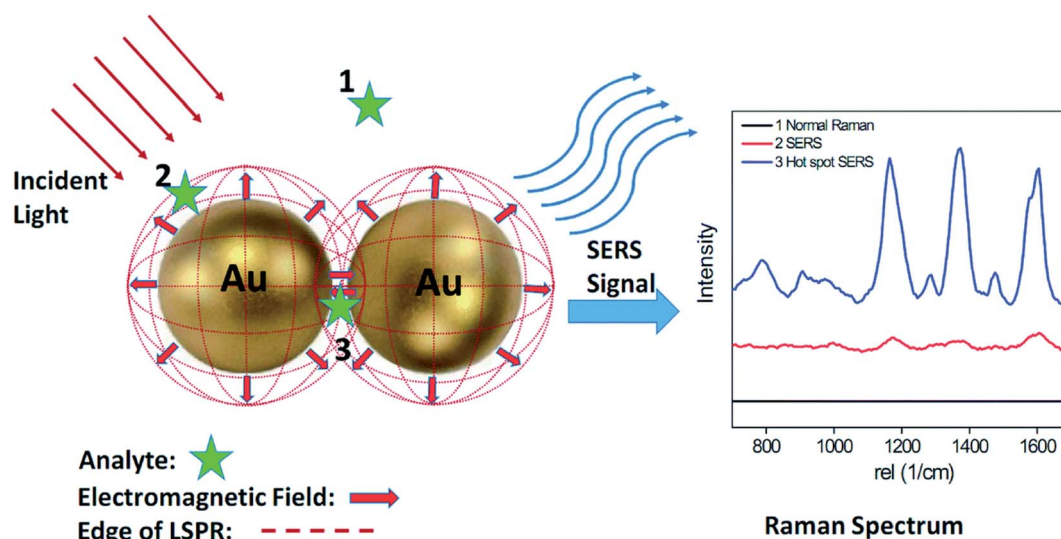 1
2
Incident
Light
Au
Au
3
SERS
Signal
Analyte:
Electromagnetic Field:
Edge of LSPR:
1 Normal Raman
2 SERS
3 Hot spot SERS
Intensity
800 1000 1200 1400 1600
rel (1/cm)
Raman Spectrum